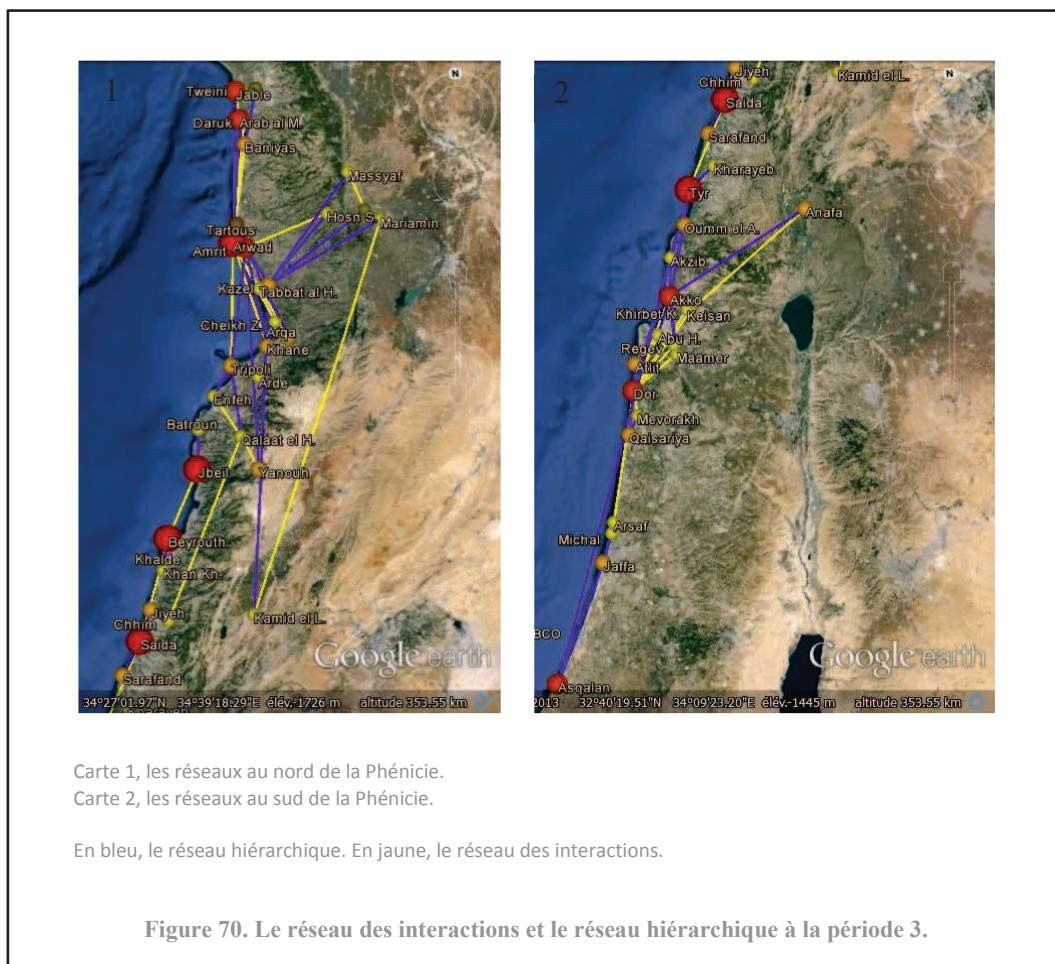 1
N
Tweini
Jable
Daruk
Arab al M.
Baniyas
Massyaf
Hosn S
Mariamin
Tartous
Arwad
Amrit
Kazel
Tabbat al H.
Cheikh Z
Arqa
Khane
Tripoli
Arde
Enfeh
Batroun
Qalaat el H.
Yanouh
Jbeil
Beyrouth
Khalde
Khan Kh.
Jiyeh
Chhim
Saida
Kamid el L.
Sarafand
Kharayeb
Google earth
34°27'01.97"N 34°39'18.29"E élév.-1726 m altitude 353.55 km
2
N
Jiyeh
Kamid el L.
Chhim
Saida
Sarafand
Kharayeb
Tyr
Anafa
Oumm el A.
Akzib
Akko
Khirbet K.
Keisan
Abu H.
Regev
Maamer
Atlit
Dor
Mevorakh
Qaisariya
Arsaf
Michal
Jaffa
BCO
Asqalan
Google earth
2013 32°40'19.51"N 34°09'23.20"E élév.-1445 m altitude 353.55 km
Carte 1, les réseaux au nord de la Phénicie.
Carte 2, les réseaux au sud de la Phénicie.
En bleu, le réseau hiérarchique. En jaune, le réseau des interactions.
Figure 70. Le réseau des interactions et le réseau hiérarchique à la période 3.